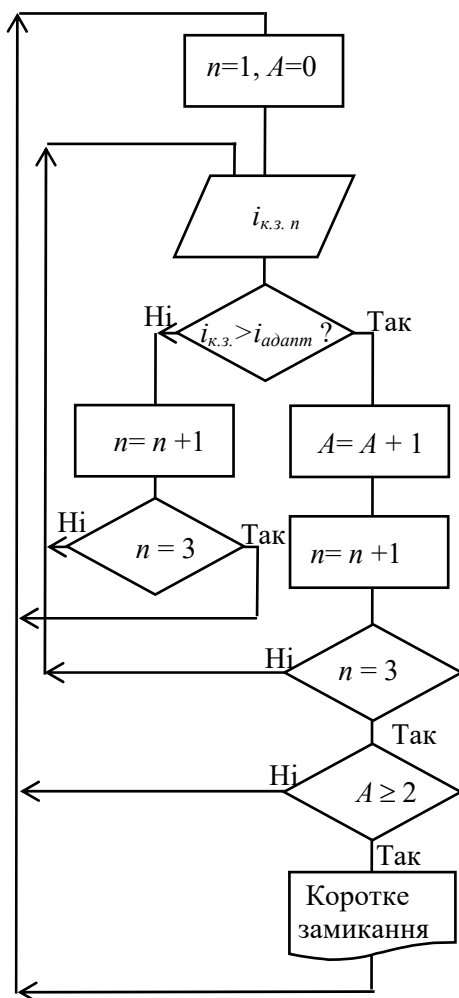 n=1, A=0
iк.з. n
Ні
iк.з.>iадапт ?
Так
n= n +1
A= A + 1
Ні
n = 3
Так
n= n +1
Ні
n = 3
Так
Ні
A ≥ 2
Так
Коротке
замикання